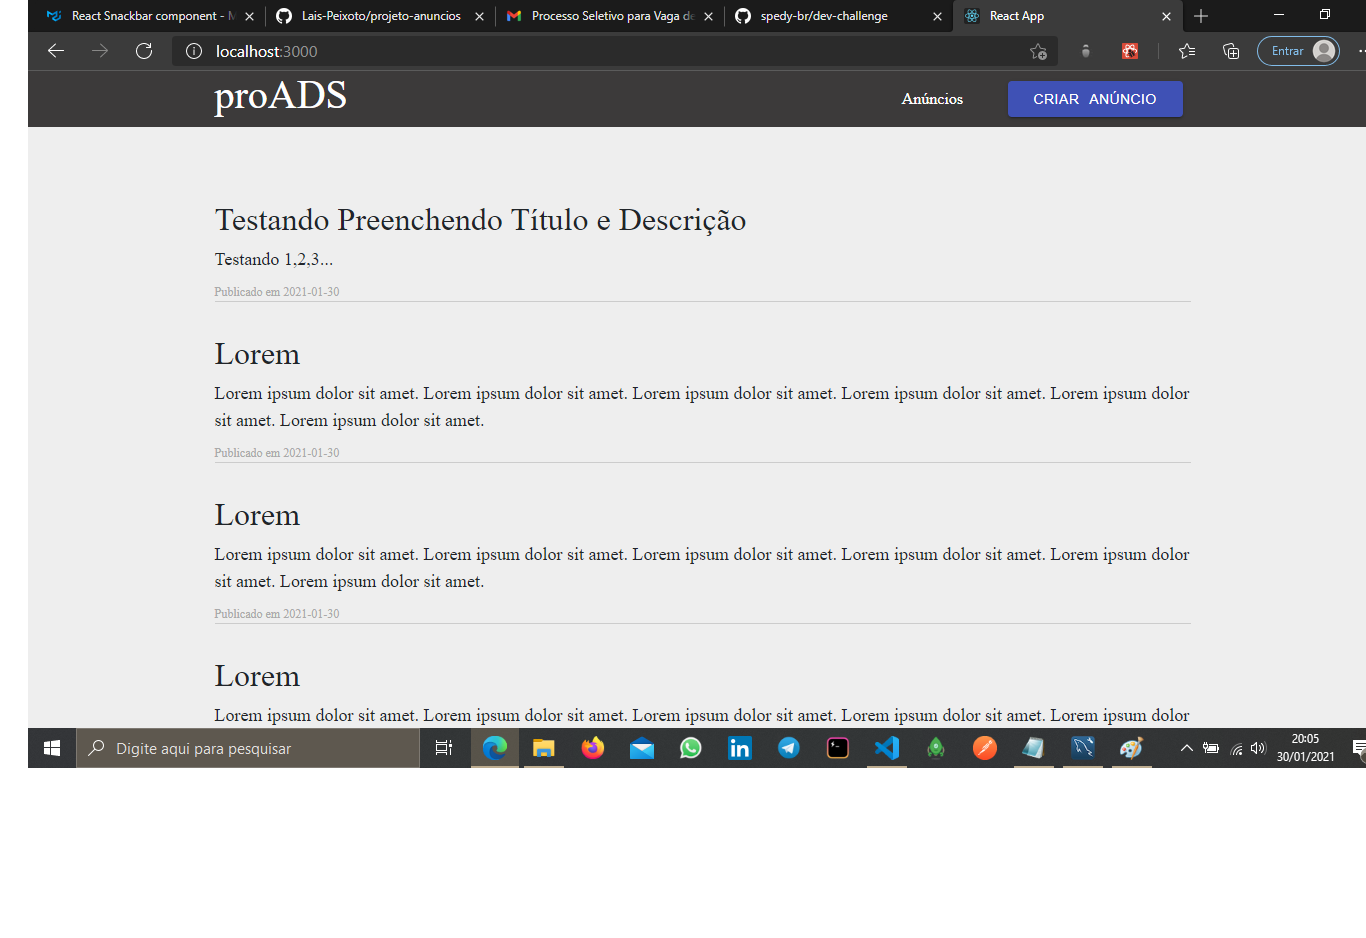 React Snackbar component - M
Lais-Peixoto/projeto-anuncios
Processo Seletivo para Vaga de
spedy-br/dev-challenge
React App
localhost:3000
Entrar
proADS
Anúncios
CRIAR ANÚNCIO
Testando Preenchendo Título e Descrição
Testando 1,2,3...
Publicado em 2021-01-30
Lorem
Lorem ipsum dolor sit amet. Lorem ipsum dolor sit amet. Lorem ipsum dolor sit amet. Lorem ipsum dolor sit amet. Lorem ipsum dolor
sit amet. Lorem ipsum dolor sit amet.
Publicado em 2021-01-30
Lorem
Lorem ipsum dolor sit amet. Lorem ipsum dolor sit amet. Lorem ipsum dolor sit amet. Lorem ipsum dolor sit amet. Lorem ipsum dolor
sit amet. Lorem ipsum dolor sit amet.
Publicado em 2021-01-30
Lorem
Lorem ipsum dolor sit amet. Lorem ipsum dolor sit amet. Lorem ipsum dolor sit amet. Lorem ipsum dolor sit amet. Lorem ipsum dolor
Digite aqui para pesquisar
20:05
30/01/2021